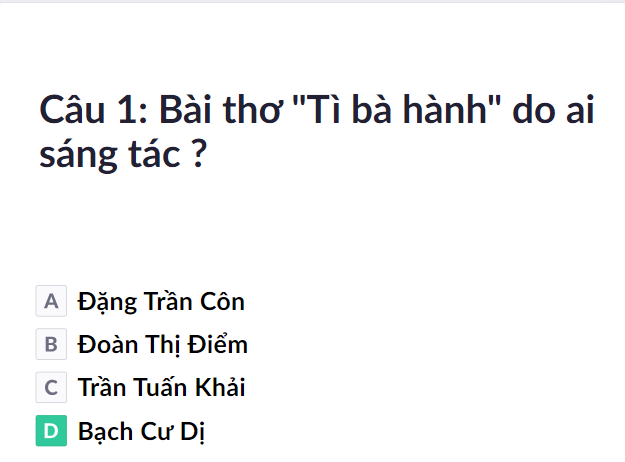 Câu 1: Bài thơ "Tì bà hành" do ai
sáng tác ?
A Đặng Trần Côn
B Đoàn Thị Điểm
C Trần Tuấn Khải
D Bạch Cư Dị